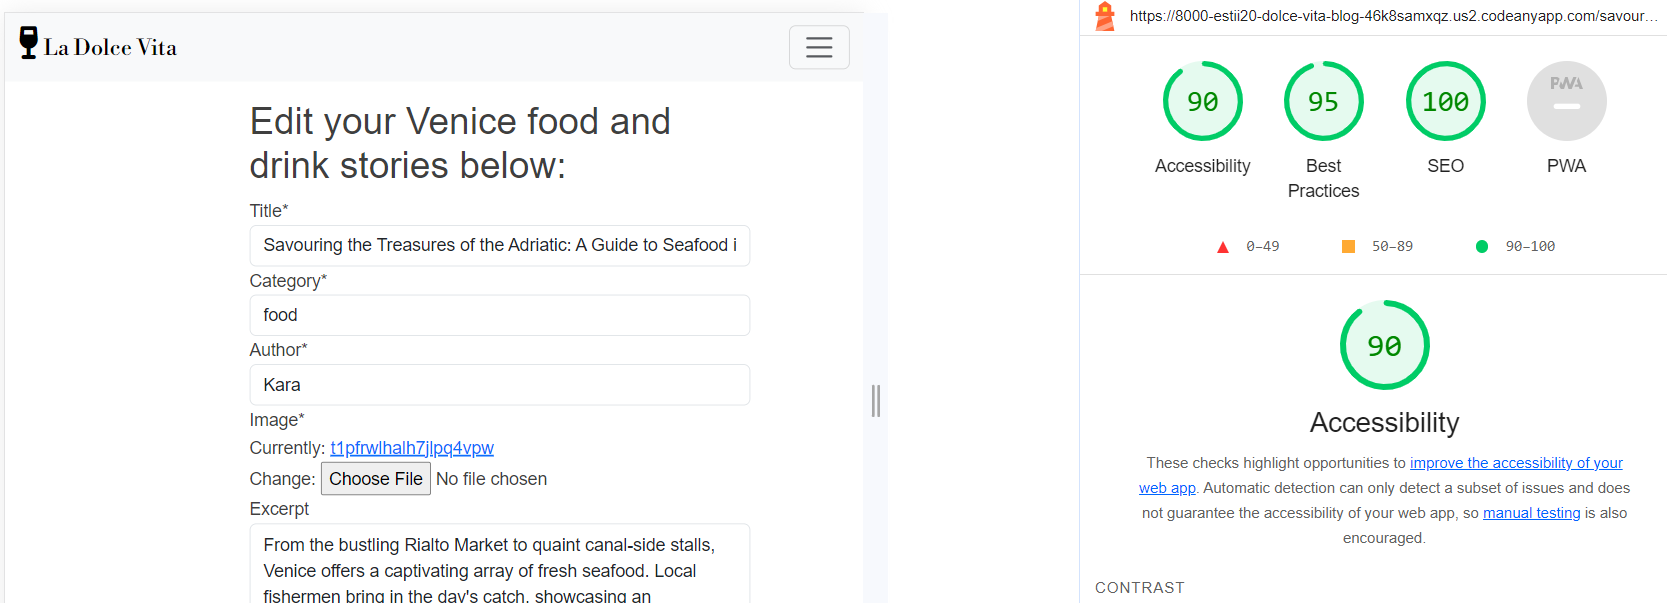 La Dolce Vita
Edit your Venice food and
drink stories below:
Title*
Savouring the Treasures of the Adriatic: A Guide to Seafood i
Category*
food
Author*
Kara
Image*
Currently: t1pfrwlhalh7jlpq4vpw
Change: Choose File No file chosen
Excerpt
From the bustling Rialto Market to quaint canal-side stalls,
Venice offers a captivating array of fresh seafood. Local
fishermen bring in the day's catch, showcasing an
https://8000-estii20-dolce-vita-blog-46k8samxqz.us2.codeanyapp.com/savour…
90
95
100
PWA
Accessibility
Best
Practices
SEO
PWA
0–49
50–89
90–100
90
Accessibility
These checks highlight opportunities to improve the accessibility of your
web app. Automatic detection can only detect a subset of issues and does
not guarantee the accessibility of your web app, so manual testing is also
encouraged.
CONTRAST